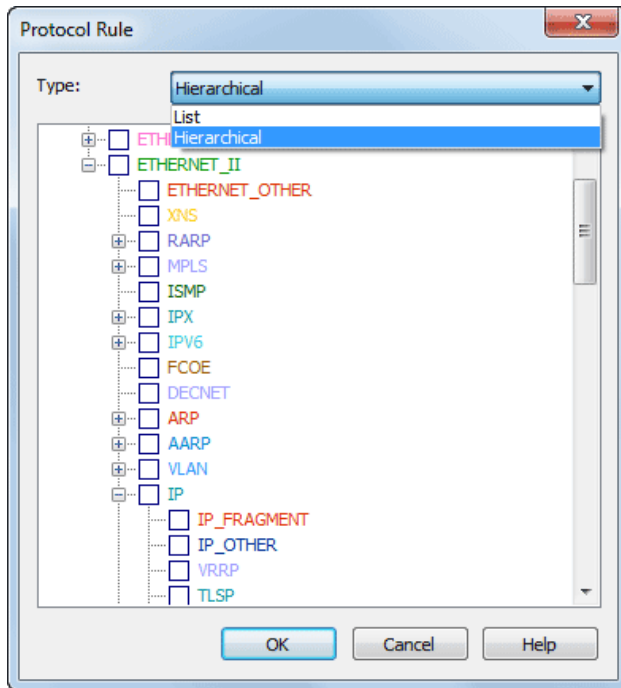 Protocol Rule
Type:
Hierarchical
List
Hierarchical
ETH
ETHERNET_II
ETHERNET_OTHER
XNS
RARP
MPLS
ISMP
IPX
IPV6
FCOE
DECNET
ARP
AARP
VLAN
IP
IP_FRAGMENT
IP_OTHER
VRRP
TLSP
OK
Cancel
Help